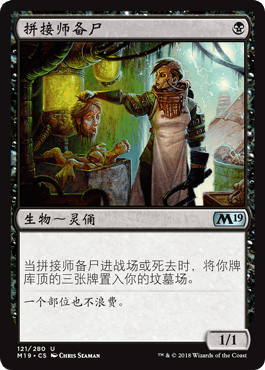 拼接师备尸
M19
生物～灵俑
当拼接师备尸进战场或死去时，将你牌
库顶的三张牌置入你的坟墓场。
一个部位也不浪费。
1/1
121/280 U
M19 • CS Chris Seaman
™ & © 2018 Wizards of the Coast